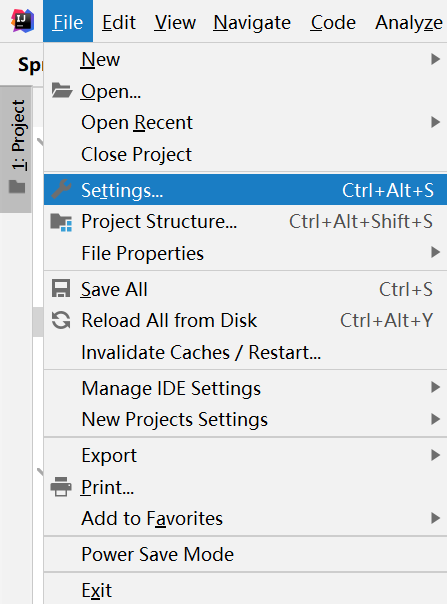 IJ File Edit View Navigate Code Analyze
Spr
1: Project
New
Open...
Open Recent
Close Project
Settings... Ctrl+Alt+S
Project Structure... Ctrl+Alt+Shift+S
File Properties
Save All Ctrl+S
Reload All from Disk Ctrl+Alt+Y
Invalidate Caches / Restart...
Manage IDE Settings
New Projects Settings
Export
Print...
Add to Favorites
Power Save Mode
Exit